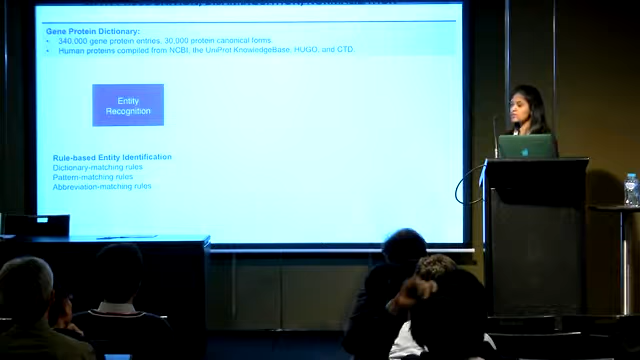 Gene Protein Dictionary:
• 340,000 gene protein entries, 30,000 protein canonical forms.
• Human proteins compiled from NCBI, the UniProt KnowledgeBase, HUGO, and CTD.
Entity
Recognition
Rule-based Entity Identification
Dictionary-matching rules
Pattern-matching rules
Abbreviation-matching rules